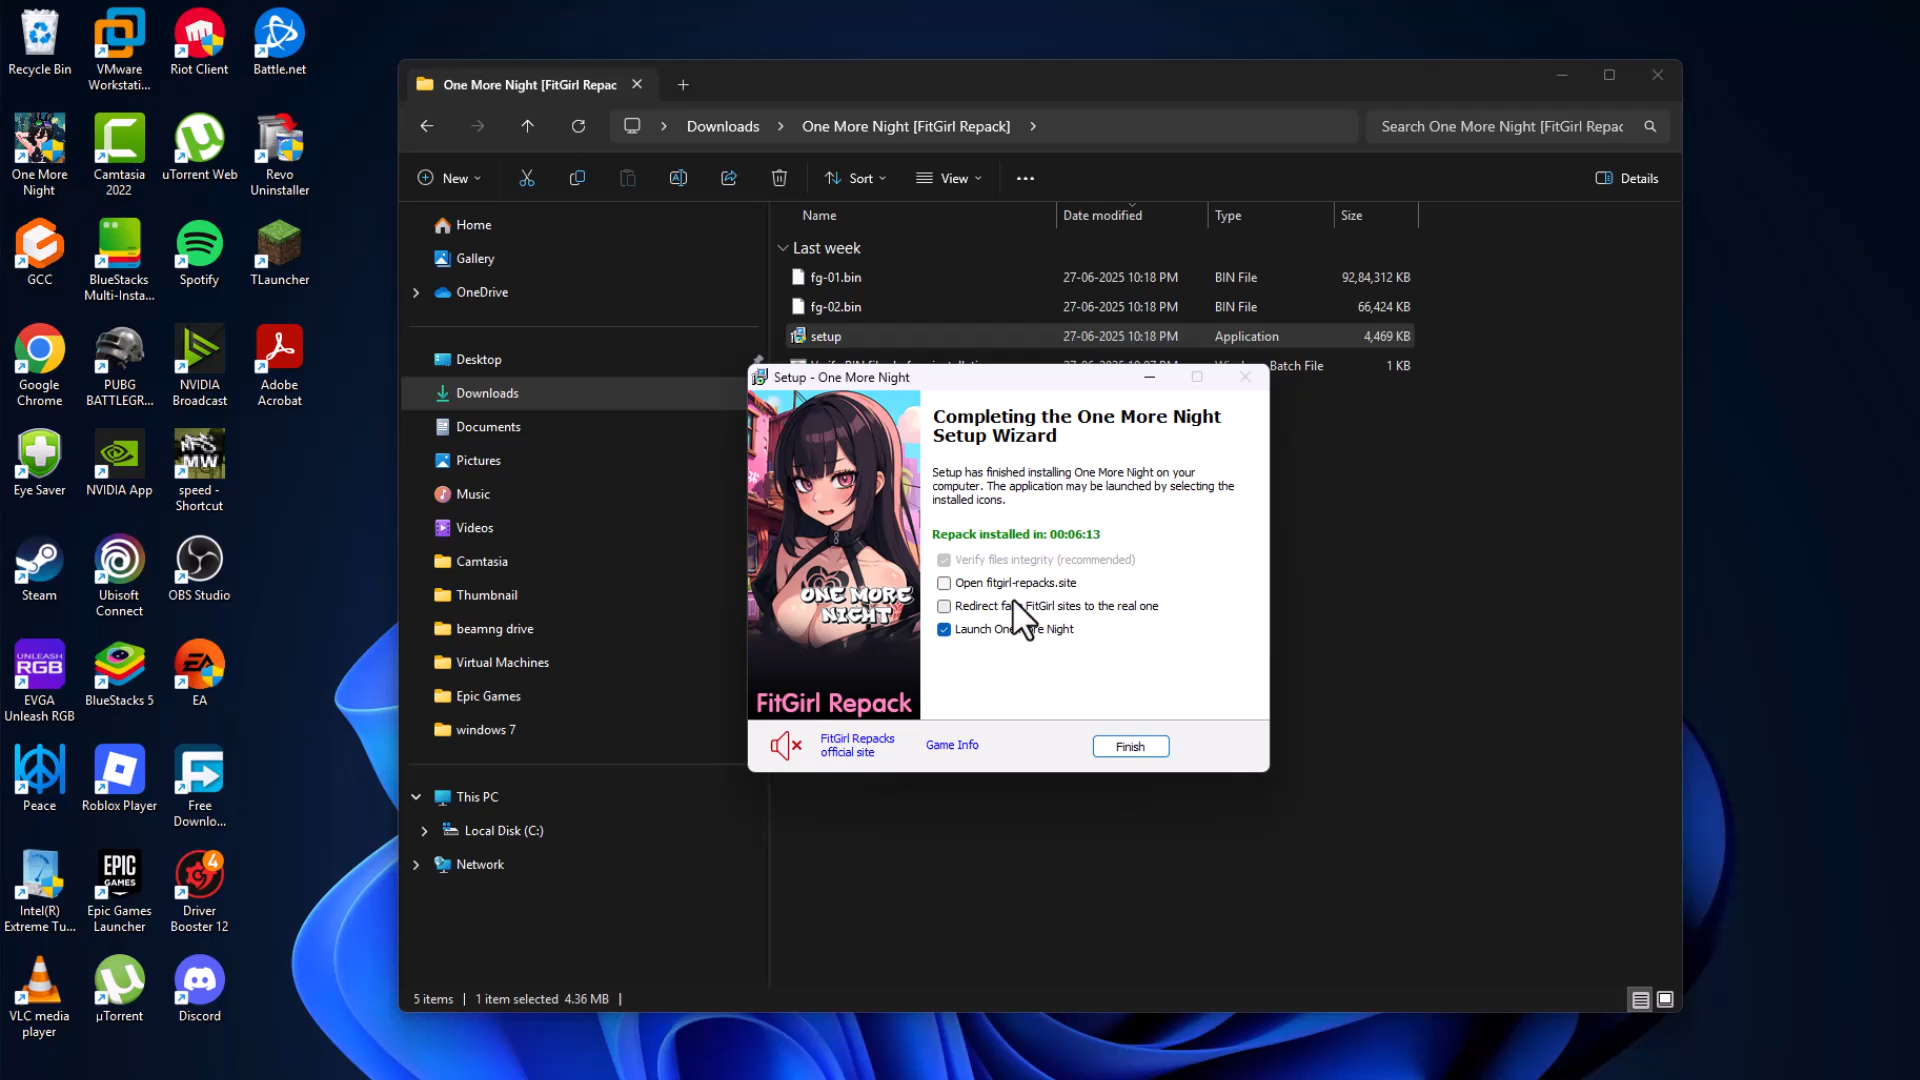 Recycle Bin
VMware
Workstati...
Riot Client
Battle.net
One More
Night
Camtasia
2022
uTorrent Web
Revo
Uninstaller
GCC
BlueStacks
Multi-Insta...
Spotify
TLauncher
Google
Chrome
PUBG
BATTLEGR...
NVIDIA
Broadcast
Adobe
Acrobat
Eye Saver
NVIDIA App
NFS
MW
speed -
Shortcut
Steam
Ubisoft
Connect
OBS Studio
UNLEASH
RGB
EVGA
Unleash RGB
BlueStacks 5
EA
EA
Peace
Roblox Player
Free
Downlo...
Intel(R)
Extreme Tu...
EPIC
GAMES
Epic Games
Launcher
4
Driver
Booster 12
VLC media
player
µTorrent
Discord
One More Night [FitGirl Repac
Downloads
One More Night [FitGirl Repack]
Search One More Night [FitGirl Repac
New
Sort
View
Details
Home
Gallery
OneDrive
Desktop
Downloads
Documents
Pictures
Music
Videos
Camtasia
Thumbnail
beamng drive
Virtual Machines
Epic Games
windows 7
This PC
Local Disk (C:)
Network
Name Date modified Type Size
Last week
fg-01.bin 27-06-2025 10:18 PM BIN File 92,84,312 KB
fg-02.bin 27-06-2025 10:18 PM BIN File 66,424 KB
setup 27-06-2025 10:18 PM Application 4,469 KB
Batch File 1 KB
Setup - One More Night
ONE MORE
NIGHT
FitGirl Repack
Completing the One More Night
Setup Wizard
Setup has finished installing One More Night on your
computer. The application may be launched by selecting the
installed icons.
Repack installed in: 00:06:13
Verify files integrity (recommended)
Open fitgirl-repacks.site
Redirect FitGirl sites to the real one
Launch Night
FitGirl Repacks
official site
Game Info
Finish
5 items
1 item selected 4.36 MB